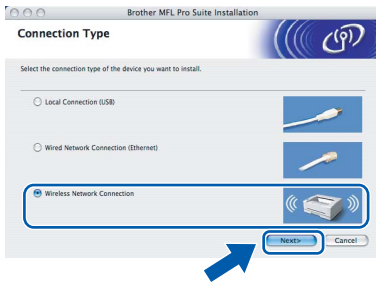 Brother MFL Pro Suite Installation
Connection Type
Select the connection type of the device you want to install.
Local Connection (USB)
Wired Network Connection (Ethernet)
Wireless Network Connection
Next>
Cancel